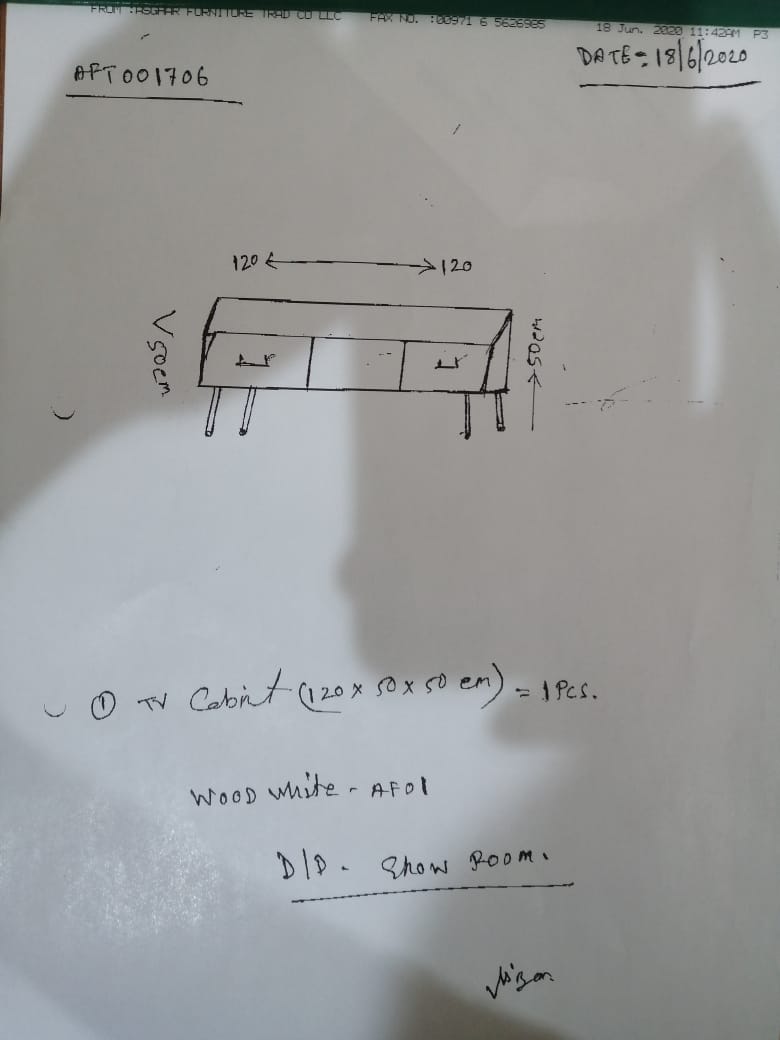 FROM :ASGHAR FURNITURE TRAD CO LLC FAX NO. :00971 6 5626985 18 Jun. 2020 11:42AM P3
AFT001706
DATE = 18/6/2020
120 120
50cm
50cm
① TV Cabint (120 x 50 x 50 cm) = 1 Pcs.
WOOD white - AF01
D/D - Show Room.